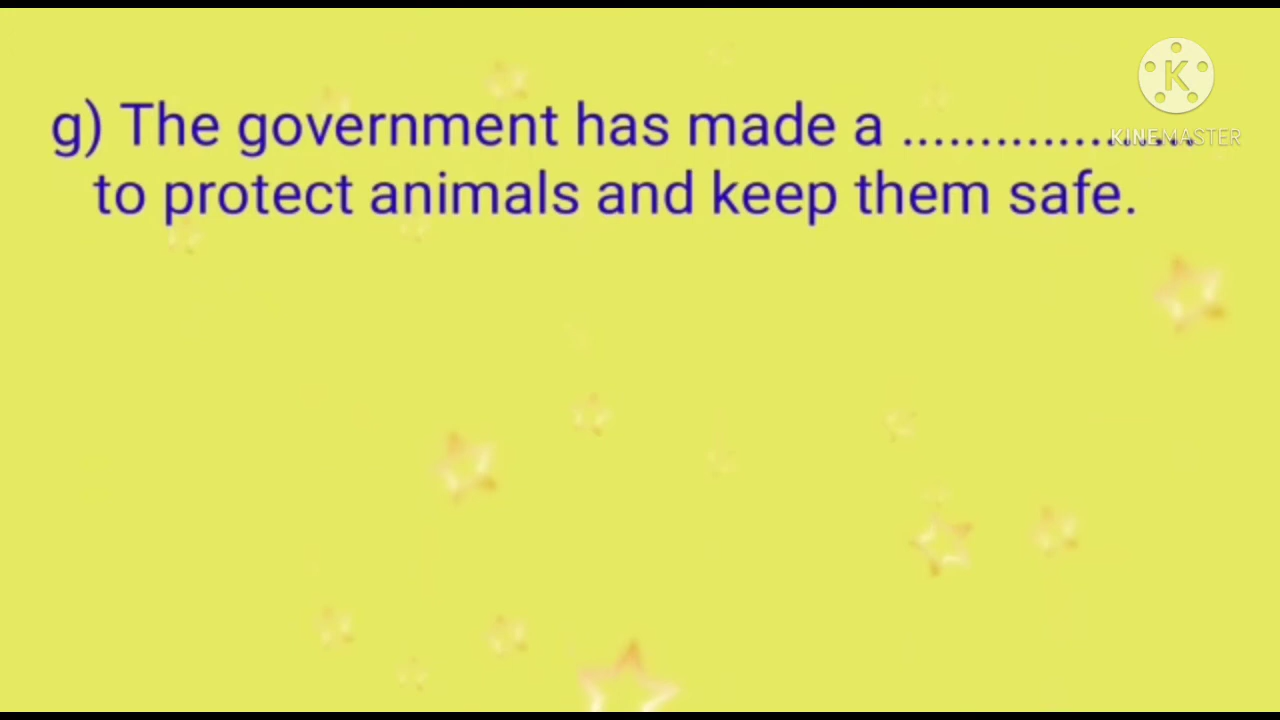 g) The government has made a ...................
to protect animals and keep them safe.
K
KINEMASTER